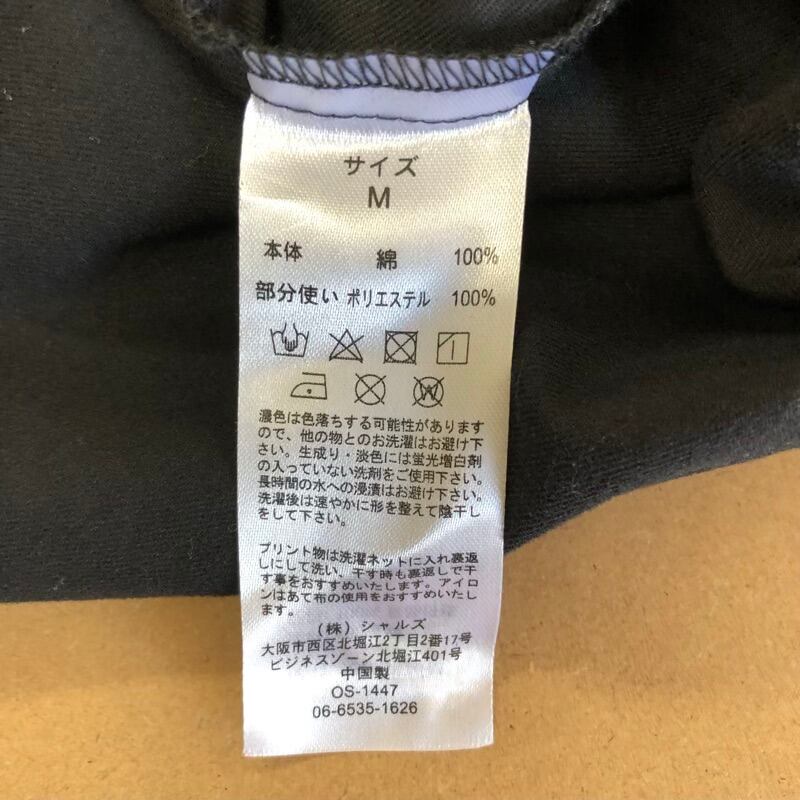 サイズ
M
本体 綿 100%
部分使い ポリエステル 100%
濃色は色落ちする可能性があります
ので、他の物とのお洗濯はお避け下
さい。生成り・淡色には蛍光増白剤
の入っていない洗剤をご使用下さい。
長時間の水への浸漬はお避け下さい。
洗濯後は速やかに形を整えて陰干し
をして下さい。
プリント物は洗濯ネットに入れ裏返
しにして洗い、干す時も裏返しで干
す事をおすすめいたします。アイロ
ンはあて布の使用をおすすめいたし
ます。
(株) シャルズ
大阪市西区北堀江2丁目2番17号
ビジネスゾーン北堀江401号
中国製
OS-1447
06-6535-1626